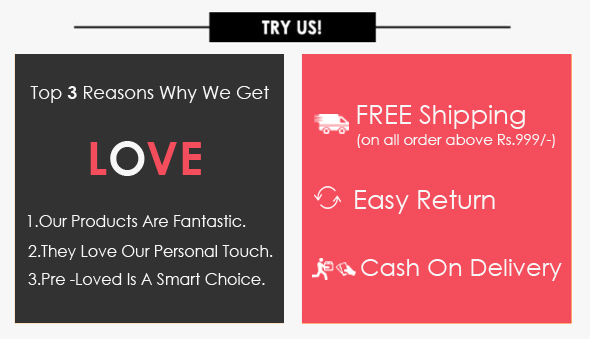 TRY US!
Top 3 Reasons Why We Get
LOVE
1.Our Products Are Fantastic.
2.They Love Our Personal Touch.
3.Pre -Loved Is A Smart Choice.
FREE Shipping
(on all order above Rs.999/-)
Easy Return
Cash On Delivery